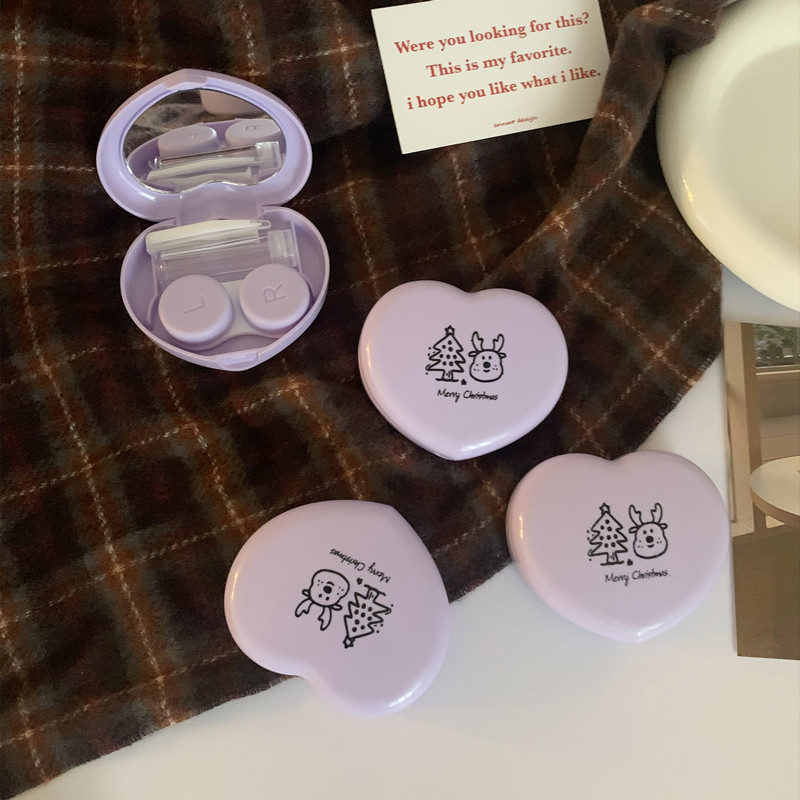 Were you looking for this?
This is my favorite.
i hope you like what i like.
L
R
Merry Christmas
Merry Christmas
Merry Christmas